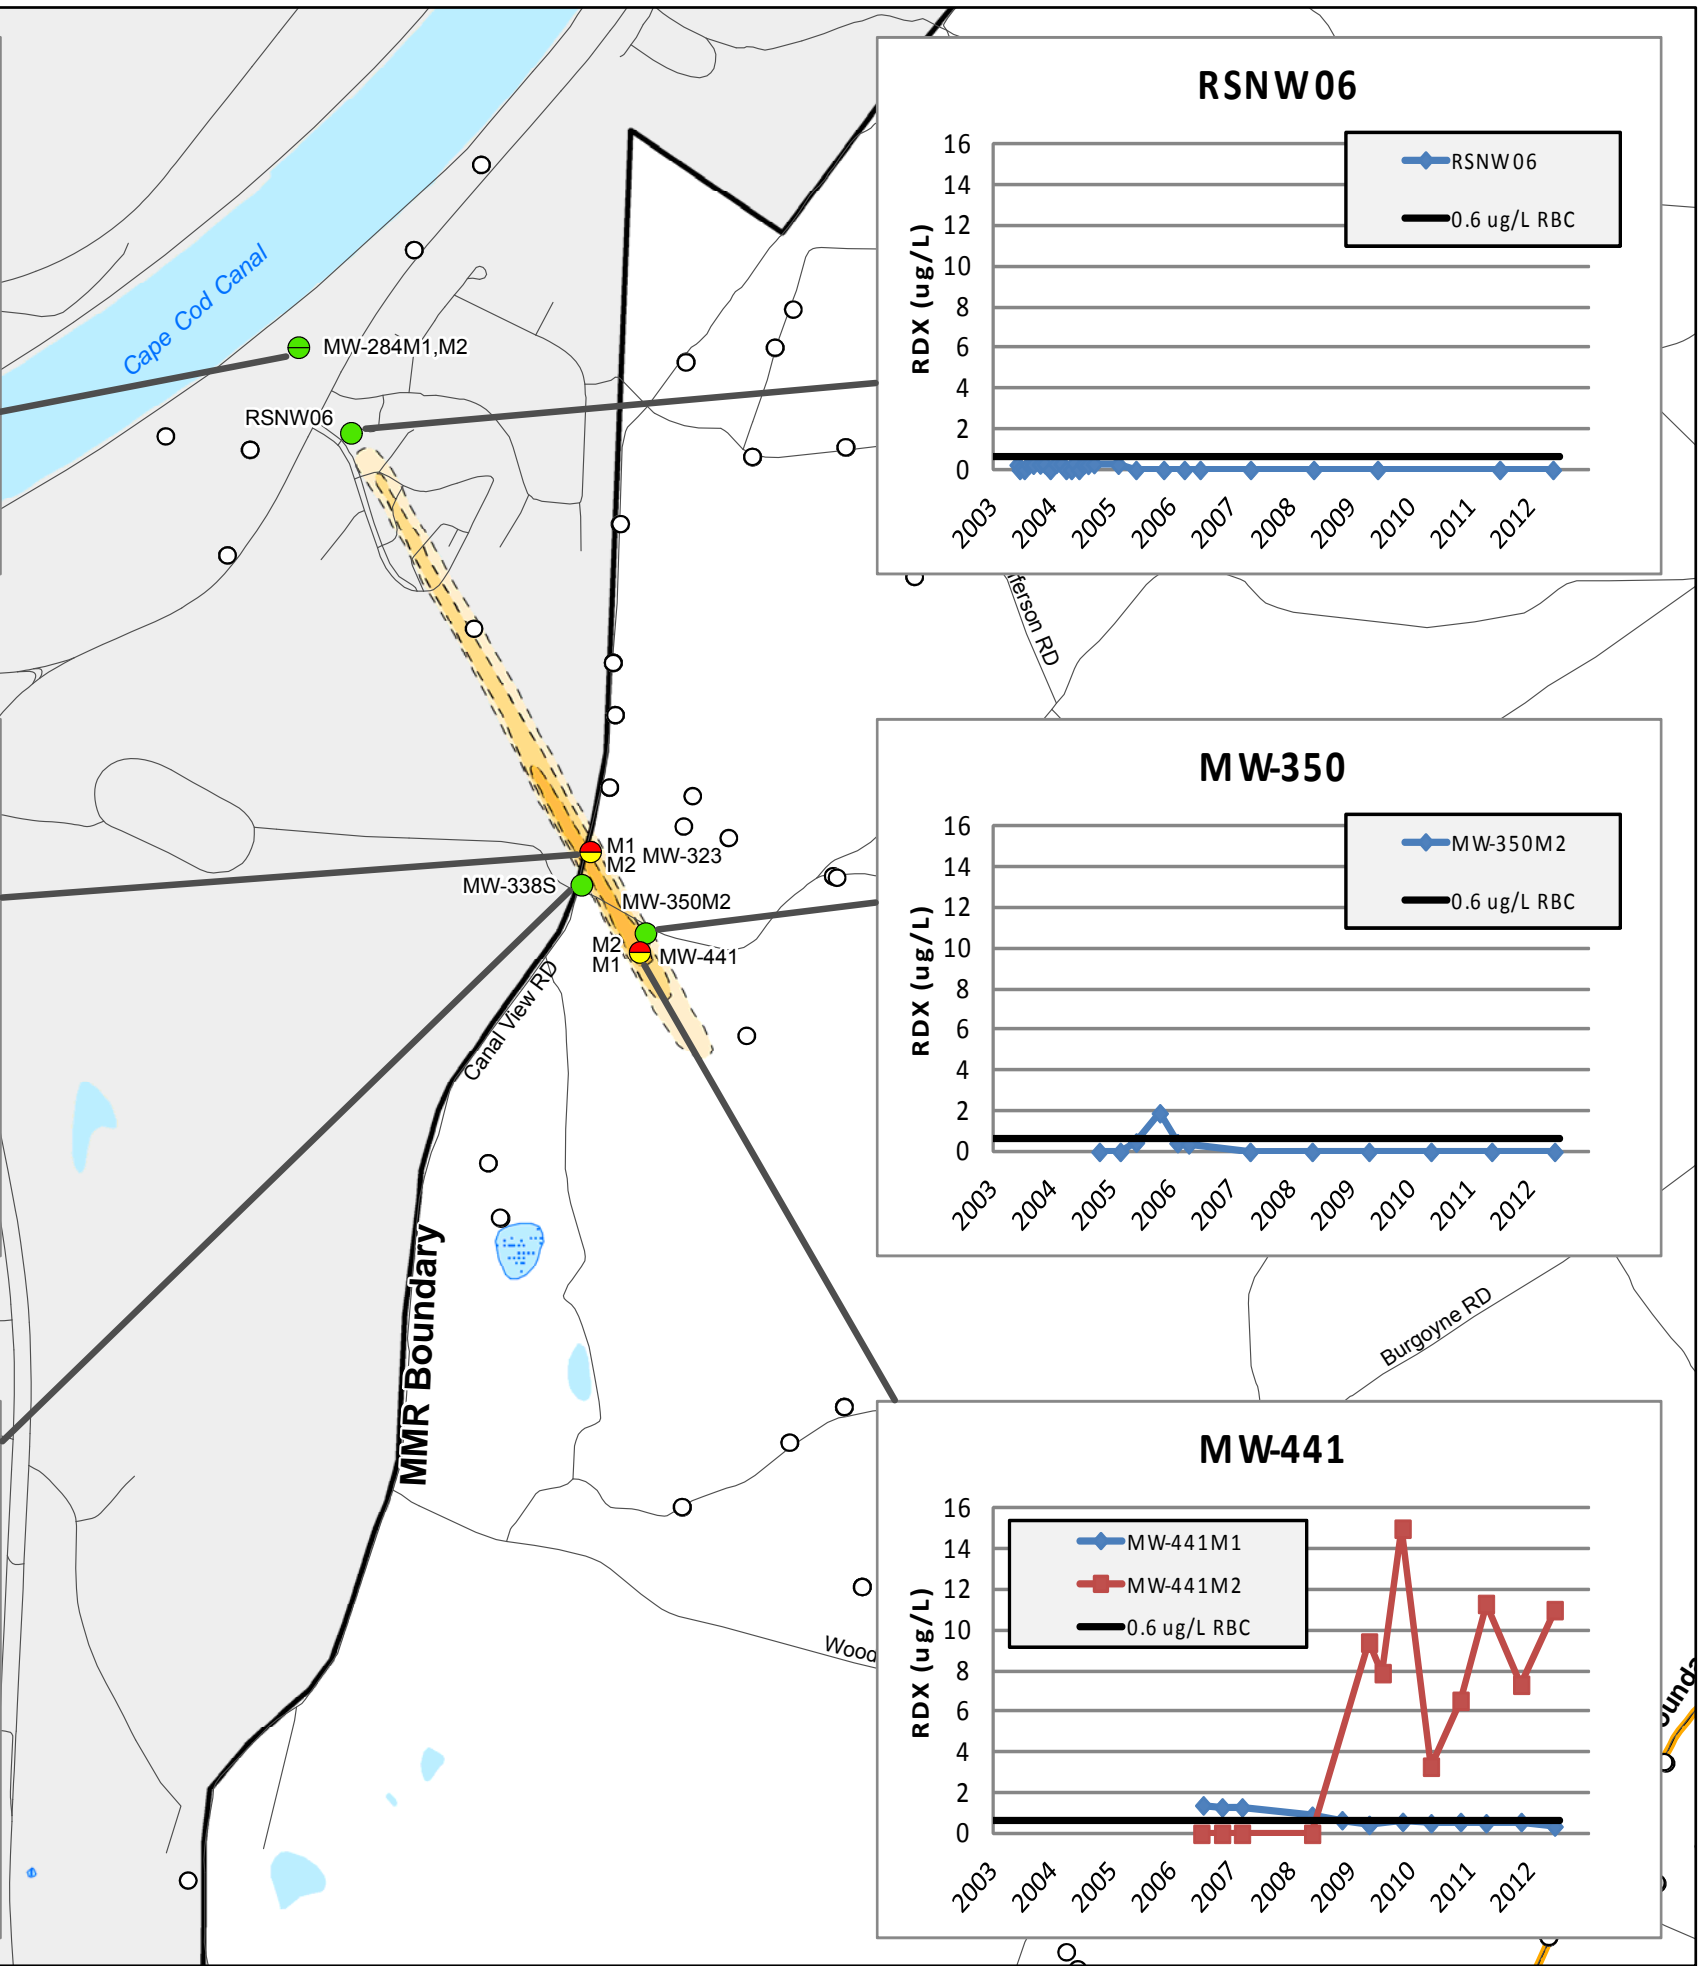 Cape Cod Canal
MW-284M1,M2
RSNW06
M1
M2
MW-323
MW-338S
MW-350M2
M2
M1
MW-441
Canal View RD
MMR Boundary
Burgoyne RD
RSNW06
RDX (ug/L)
16
14
12
10
8
6
4
2
0
2003
2004
2005
2006
2007
2008
2009
2010
2011
2012
RSNW06
0.6 ug/L RBC
MW-350
RDX (ug/L)
16
14
12
10
8
6
4
2
0
2003
2004
2005
2006
2007
2008
2009
2010
2011
2012
MW-350M2
0.6 ug/L RBC
MW-441
RDX (ug/L)
16
14
12
10
8
6
4
2
0
2003
2004
2005
2006
2007
2008
2009
2010
2011
2012
MW-441M1
MW-441M2
0.6 ug/L RBC